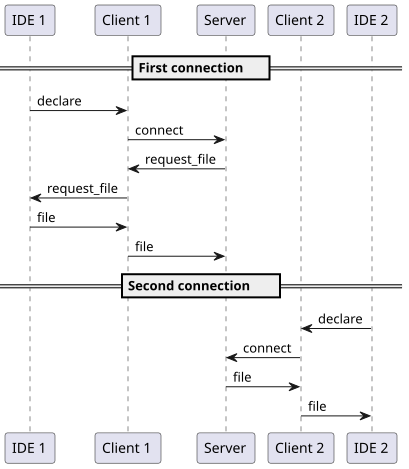 IDE 1 Client 1 Server Client 2 IDE 2
First connection
declare
connect
request_file
request_file
file
file
Second connection
declare
connect
file
file
IDE 1 Client 1 Server Client 2 IDE 2